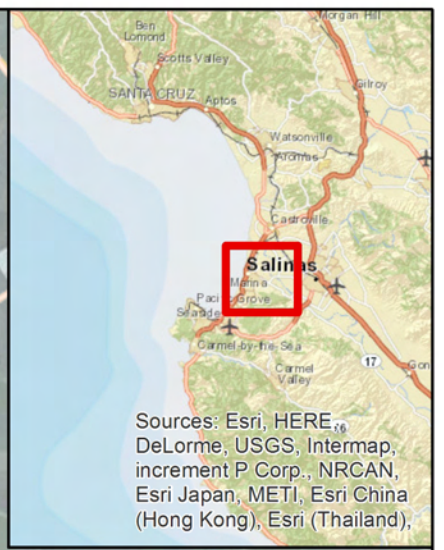 Morgan Hill
Ben
Lomond
Scotts Valley
Gilroy
SANTA CRUZ
Aptos
Watsonville
Aromas
Castroville
Salinas
Marina
Pacific Grove
Seaside
Carmel-by-the-Sea
Carmel
Valley
17
Gon
Sources: Esri, HERE,
DeLorme, USGS, Intermap,
increment P Corp., NRCAN,
Esri Japan, METI, Esri China
(Hong Kong), Esri (Thailand),